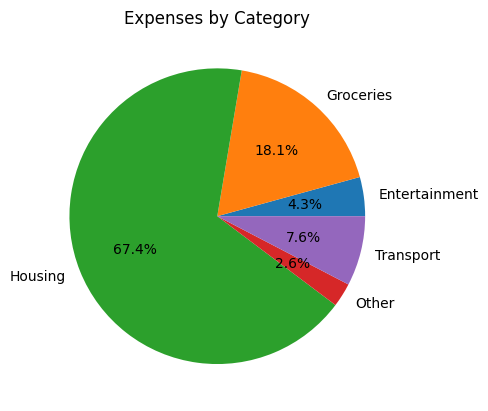 Expenses by Category
Groceries
18.1%
Entertainment
4.3%
7.6%
Transport
67.4%
2.6%
Housing
Other